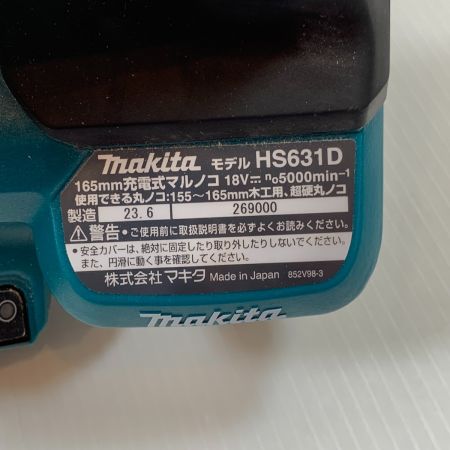 makita モデル HS631D
165mm充電式マルノコ 18V⎓ n₀5000min⁻¹
使用できる丸ノコ:155～165mm木工用、超硬丸ノコ
製造 23.6 269000
⚠警告 •ご使用前に取扱説明書を必ずよくお読みください。
•安全カバーは、絶対に固定したり取り外したりしないでください。
また、円滑に動く事を確認してください。
株式会社 マキタ Made in Japan 852V98-3
makita